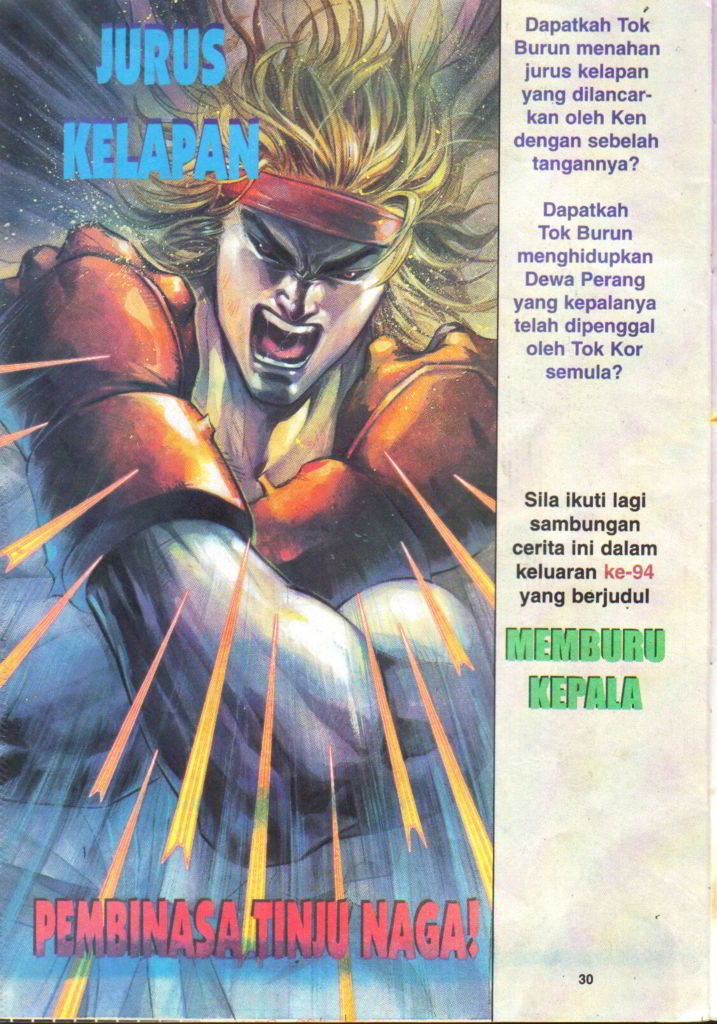 JURUS
KELAPAN
PEMBINASA TINJU NAGA!
Dapatkah Tok
Burun menahan
jurus kelapan
yang dilancar-
kan oleh Ken
dengan sebelah
tangannya?
Dapatkah
Tok Burun
menghidupkan
Dewa Perang
yang kepalanya
telah dipenggal
oleh Tok Kor
semula?
Sila ikuti lagi
sambungan
cerita ini dalam
keluaran ke-94
yang berjudul
MEMBURU
KEPALA
30